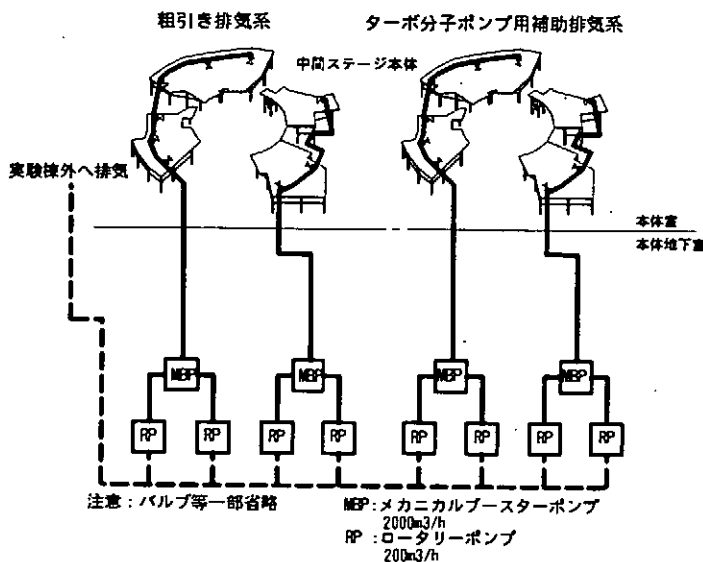 粗引き排気系
ターボ分子ポンプ用補助排気系
中間ステージ本体
実験棟外へ排気
本体室
本体地下室
MBP
MBP
MBP
MBP
RP
RP
RP
RP
RP
RP
RP
RP
注意：バルブ等一部省略
MBP:メカニカルブースターポンプ
2000m3/h
RP:ロータリーポンプ
200m3/h